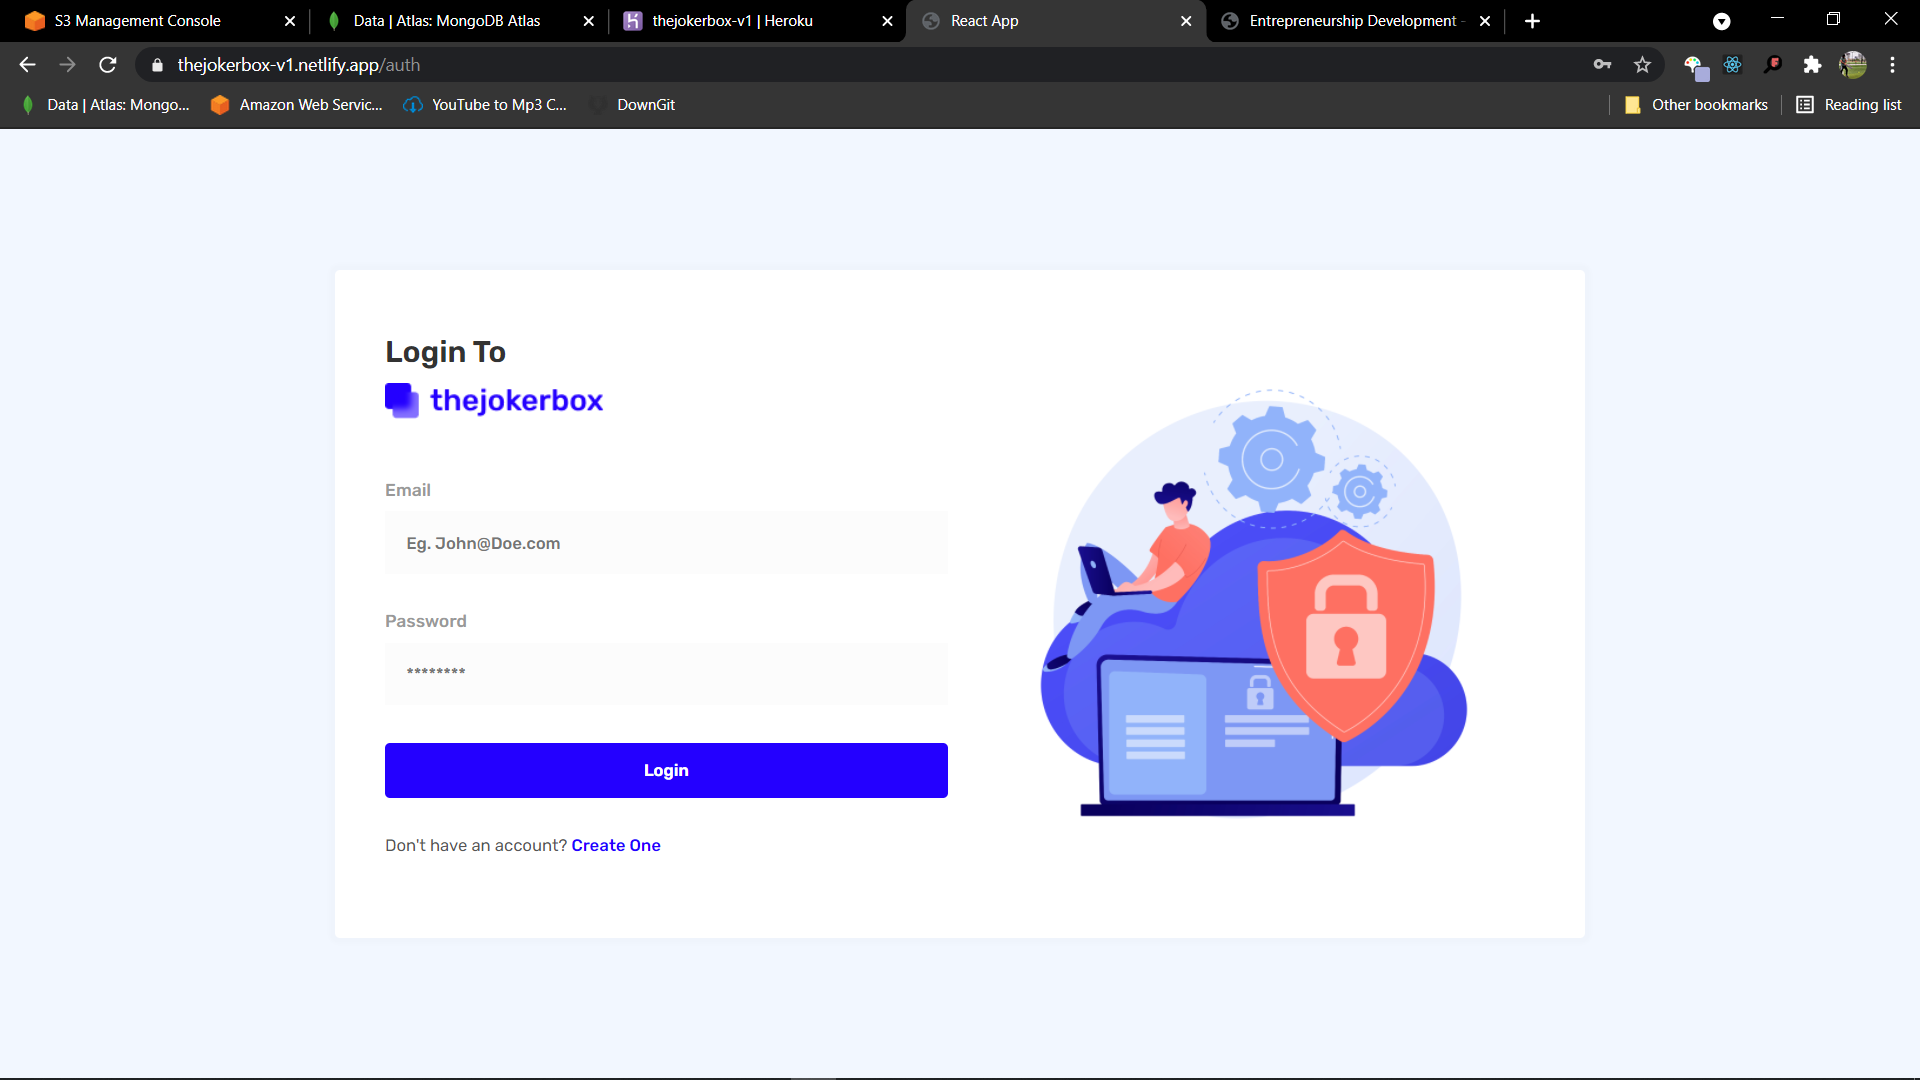 S3 Management Console
Data | Atlas: MongoDB Atlas
thejokerbox-v1 | Heroku
React App
Entrepreneurship Development -
thejokerbox-v1.netlify.app/auth
Data | Atlas: Mongo...
Amazon Web Servic...
YouTube to Mp3 C...
DownGit
Other bookmarks
Reading list
Login To
thejokerbox
Email
Eg. John@Doe.com
Password
********
Login
Don't have an account? Create One